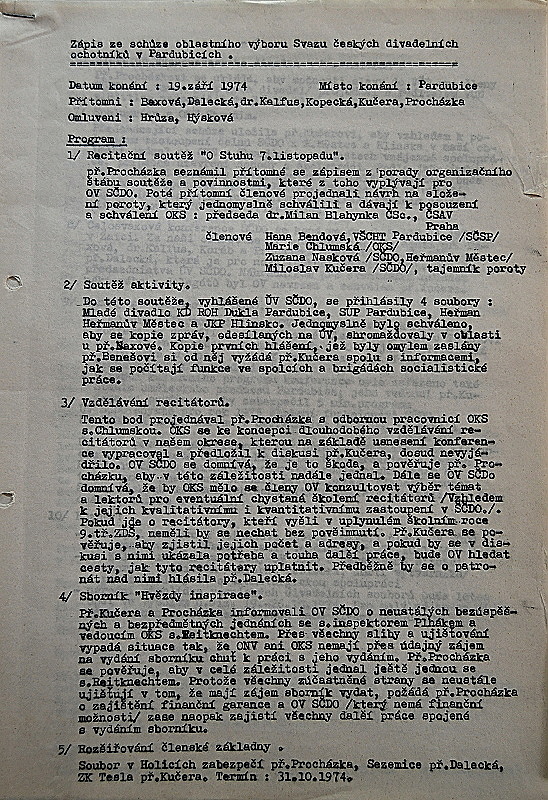 Zápis ze schůze oblastního výboru Svazu českých divadelních
ochotníků v Pardubicích .
Datum konání : 19.září 1974 Místo konání : Pardubice
Přítomni : Baxová,Dalecká,dr.Kalfus,Kopecká,Kučera,Procházka
Omluveni : Hrůza, Hýsková
Program :
1/ Recitační soutěž "O Stuhu 7.listopadu".
př.Procházka seznámil přítomné se zápisem z porady organizačního
štábu soutěže a povinnostmi, které z toho vyplývají pro
OV SČDO. Poté přítomní členové projednali návrh na slože-
ní poroty, který jednomyslně schválili a dávají k posouzení
a schválení OKS : předseda dr.Milan Blahynka CSc., ČSAV
Praha
členové Hana Bendová,VŠCHT Pardubice /SČSP/
Marie Chlumská /OKS/
Zuzana Nasková /SČDO,Heřmanův Městec/
Miloslav Kučera /SČDO/, tajemník poroty
2/ Soutěž aktivity.
Do této soutěže, vyhlášené ÚV SČDO, se přihlásily 4 soubory :
Mladé divadlo KD ROH Dukla Pardubice, SUP Pardubice, Heřman
Heřmanův Městec a JKP Hlinsko. Jednomyslně bylo schváleno,
aby se kopie zpráv, odesílaných na ÚV, shromažďovaly v oblasti
u př.Baxové. Kopie prvních hlášení, jež byly omylem zaslány
př.Benešovi si od něj vyžádá př.Kučera spolu s informacemi,
jak se počítají funkce ve spolcích a brigádách socialistické
práce.
3/ Vzdělávání recitátorů.
Tento bod projednával př.Procházka s odbornou pracovnicí OKS
s.Chlumskou. OKS se ke koncepci dlouhodobého vzdělávání re-
citátorů v našem okrese, kterou na základě usnesení konferen-
ce vypracoval a předložil k diskusi př.Kučera, dosud nevyjá-
dřilo. OV SČDO se domnívá, že je to škoda, a pověřuje př. Pro-
cházku, aby v této záležitosti nadále jednal. Dále se OV SČDO
domnívá, že by OKS mělo se členy OV konzultovat výběr témat
a lektorů pro eventuální chystaná školení recitátorů /Vzhledem
k jejich kvalitativnímu i kvantitativnímu zastoupení v SČDO./.
Pokud jde o recitátory, kteří vyšli v uplynulém školním roce
9.tř.ZDŠ, neměli by se nechat bez povšimnutí. Př.Kučera se po-
věřuje, aby zjistil jejich počet a adresy, a pokud by se v dis-
kusi s nimi ukázala potřeba a touha další práce, bude OV hledat
cesty, jak tyto recitátory uplatnit. Předběžně by se o patro-
nát nad nimi hlásila př.Dalecká.
4/ Sborník "Hvězdy inspirace".
Př.Kučera a Procházka informovali OV SČDO o neustálých bezúspěš-
ných a bezpředmětných jednáních se s.inspektorem Plhákem a
vedoucím OKS s.Reitknechtem. Přes všechny sliby a ujišťování
vypadá situace tak, že ONV ani OKS nemají přes údajný zájem
na vydání sborníku chuť k práci s jeho vydáním. Př.Procházka
se pověřuje, aby v celé záležitosti jednal ještě jednou se
s.Reitknechtem. Protože všechny zúčastněné strany se neustále
ujišťují v tom, že mají zájem sborník vydat, požádá př.Procházka
o zajištění finanční garance a OV SČDO /který nemá finanční
možnosti/ zase naopak zajistí všechny další práce spojené
s vydáním sborníku.
5/ Rozšiřování členské základny .
Soubor v Holicích zabezpečí př.Procházka, Sezemice př.Dalecká,
ZK Tesla př.Kučera. Termín : 31.10.1974.